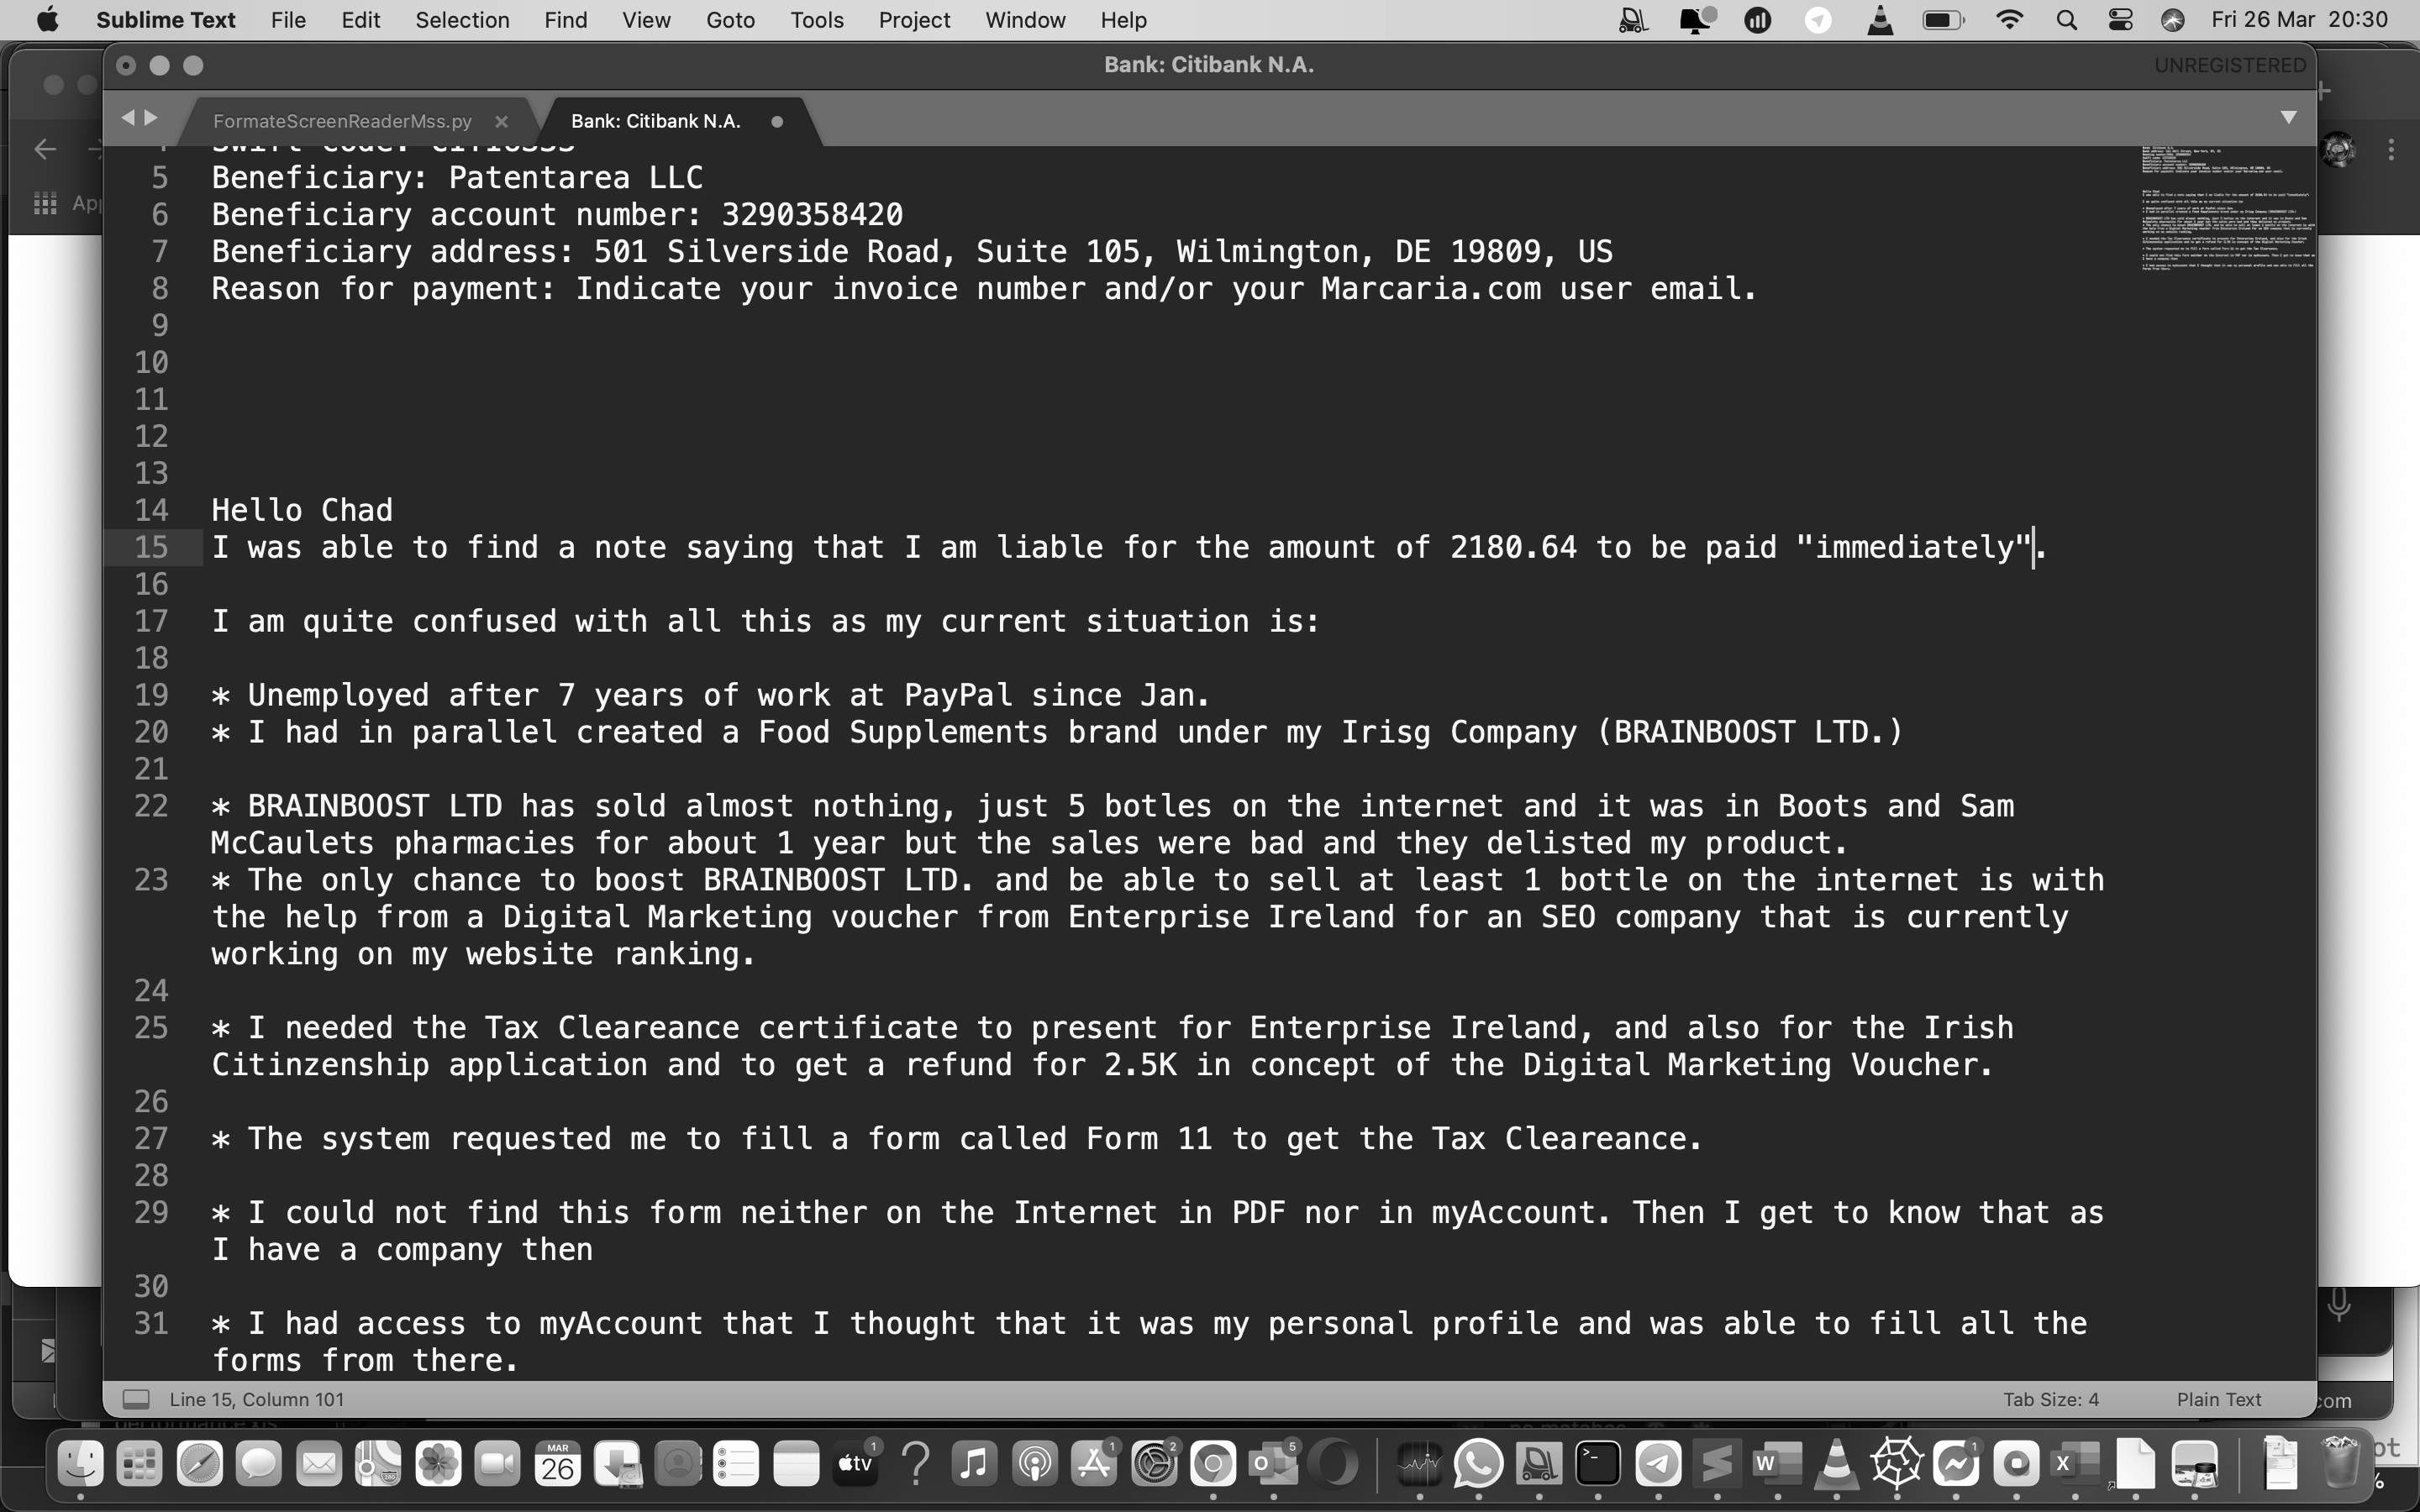 Sublime Text File Edit Selection Find View Goto Tools Project Window Help Fri 26 Mar 20:30
Bank: Citibank N.A.
UNREGISTERED
FormateScreenReaderMss.py
Bank: Citibank N.A.
5 Beneficiary: Patentarea LLC
6 Beneficiary account number: 3290358420
7 Beneficiary address: 501 Silverside Road, Suite 105, Wilmington, DE 19809, US
8 Reason for payment: Indicate your invoice number and/or your Marcaria.com user email.
9
10
11
12
13
14 Hello Chad
15 I was able to find a note saying that I am liable for the amount of 2180.64 to be paid "immediately".
16
17 I am quite confused with all this as my current situation is:
18
19 * Unemployed after 7 years of work at PayPal since Jan.
20 * I had in parallel created a Food Supplements brand under my Irisg Company (BRAINBOOST LTD.)
21
22 * BRAINBOOST LTD has sold almost nothing, just 5 botles on the internet and it was in Boots and Sam
McCaulets pharmacies for about 1 year but the sales were bad and they delisted my product.
23 * The only chance to boost BRAINBOOST LTD. and be able to sell at least 1 bottle on the internet is with
the help from a Digital Marketing voucher from Enterprise Ireland for an SEO company that is currently
working on my website ranking.
24
25 * I needed the Tax Cleareance certificate to present for Enterprise Ireland, and also for the Irish
Citinzenship application and to get a refund for 2.5K in concept of the Digital Marketing Voucher.
26
27 * The system requested me to fill a form called Form 11 to get the Tax Cleareance.
28
29 * I could not find this form neither on the Internet in PDF nor in myAccount. Then I get to know that as
I have a company then
30
31 * I had access to myAccount that I thought that it was my personal profile and was able to fill all the
forms from there.
Line 15, Column 101
Tab Size: 4
Plain Text
MAR
26
tv